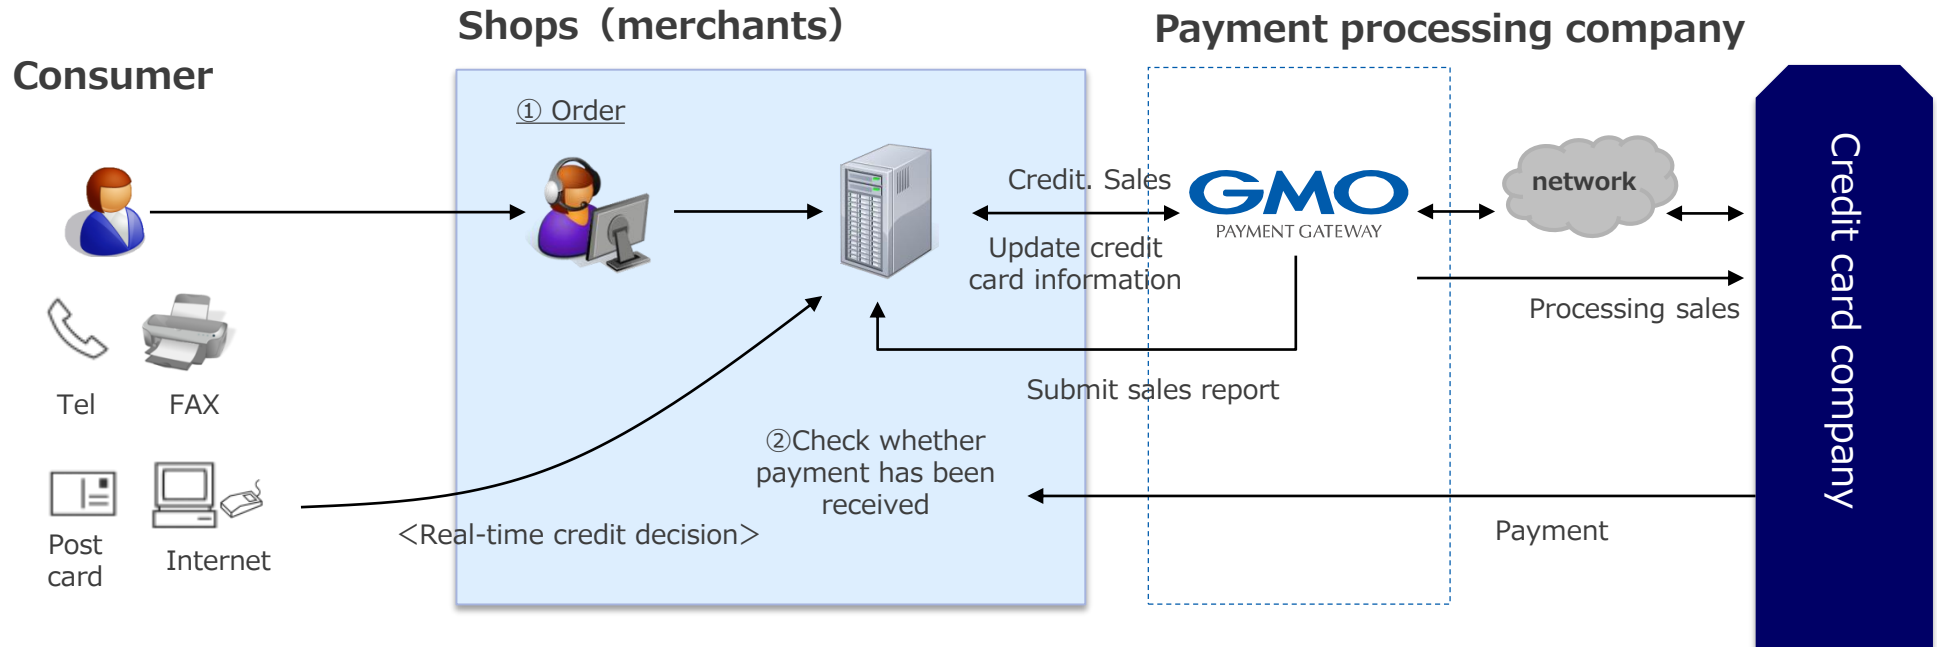 Shops（merchants）
Payment processing company
Consumer
① Order
Credit. Sales
GMO
PAYMENT GATEWAY
network
Update credit
card information
Processing sales
Credit card company
Tel
FAX
Submit sales report
②Check whether
payment has been
received
＜Real-time credit decision＞
Payment
Post
card
Internet